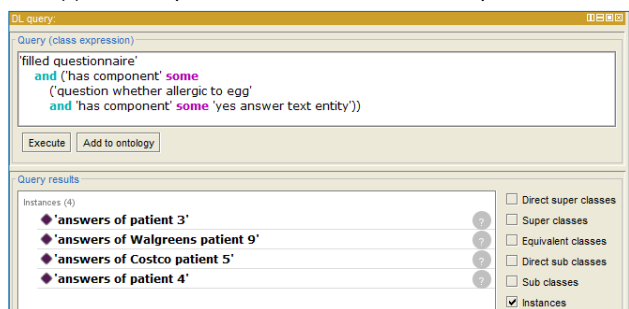 DL query:
Query (class expression)
'filled questionnaire'
and ('has component' some
('question whether allergic to egg'
and 'has component' some 'yes answer text entity'))
Execute
Add to ontology
Query results
Instances (4)
'answers of patient 3'
'answers of Walgreens patient 9'
'answers of Costco patient 5'
'answers of patient 4'
Direct super classes
Super classes
Equivalent classes
Direct sub classes
Sub classes
Instances